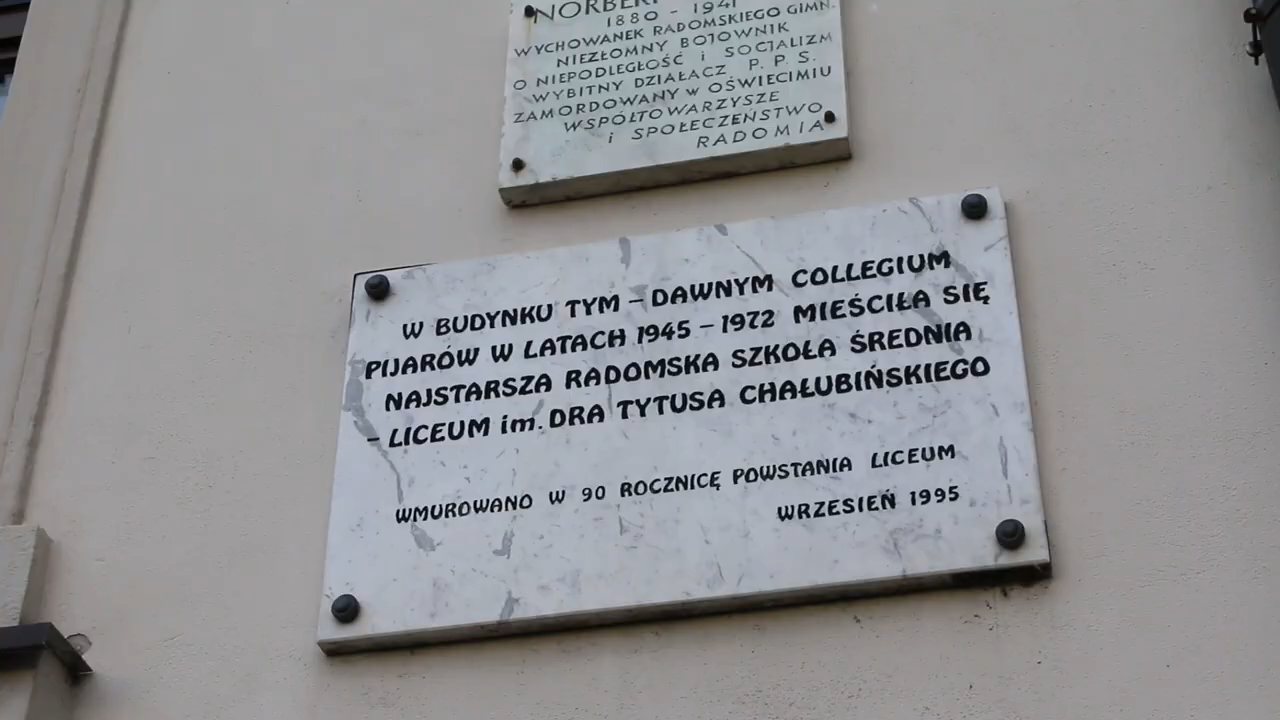 NORBERT
1880 - 1941
WYCHOWANEK RADOMSKIEGO GIMN.
NIEZŁOMNY BOJOWNIK
O NIEPODLEGŁOŚĆ i SOCJALIZM
WYBITNY DZIAŁACZ P. P. S.
ZAMORDOWANY w OŚWIECIMIU
WSPÓŁTOWARZYSZE
i SPOŁECZEŃSTWO
RADOMIA
W BUDYNKU TYM - DAWNYM COLLEGIUM
PIJARÓW W LATACH 1945 - 1972 MIEŚCIŁA SIĘ
NAJSTARSZA RADOMSKA SZKOŁA ŚREDNIA
- LICEUM im. DRA TYTUSA CHAŁUBIŃSKIEGO
WMUROWANO W 90 ROCZNICĘ POWSTANIA LICEUM
WRZESIEŃ 1995